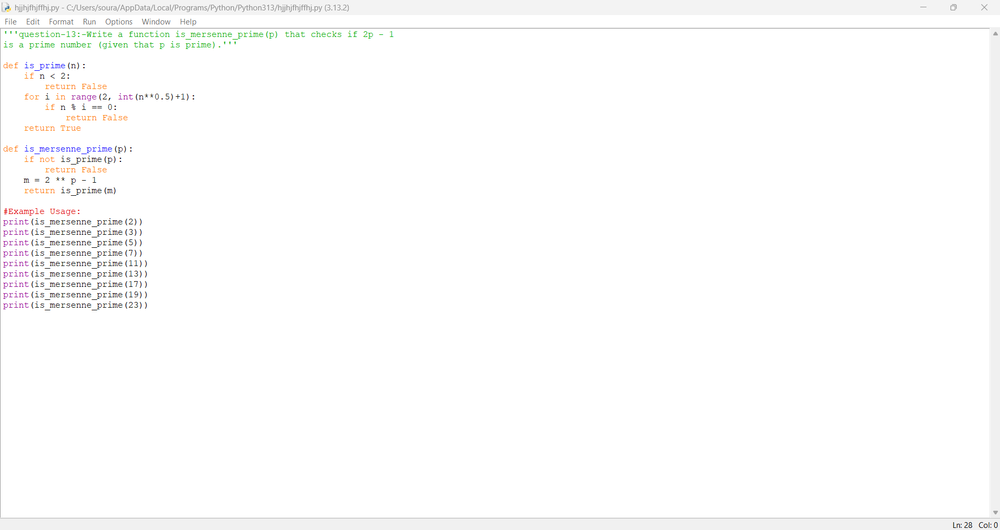 hjjhjfhjffhj.py - C:/Users/soura/AppData/Local/Programs/Python/Python313/hjjhjfhjffhj.py (3.13.2)
File Edit Format Run Options Window Help
'''question-13:-Write a function is_mersenne_prime(p) that checks if 2p - 1
is a prime number (given that p is prime).'''
def is_prime(n):
    if n < 2:
        return False
    for i in range(2, int(n**0.5)+1):
        if n % i == 0:
            return False
    return True
def is_mersenne_prime(p):
    if not is_prime(p):
        return False
    m = 2 ** p - 1
    return is_prime(m)
#Example Usage:
print(is_mersenne_prime(2))
print(is_mersenne_prime(3))
print(is_mersenne_prime(5))
print(is_mersenne_prime(7))
print(is_mersenne_prime(11))
print(is_mersenne_prime(13))
print(is_mersenne_prime(17))
print(is_mersenne_prime(19))
print(is_mersenne_prime(23))
Ln: 28 Col: 0